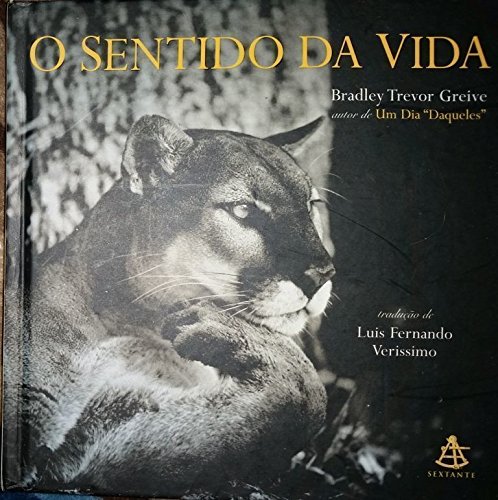 O SENTIDO DA VIDA
Bradley Trevor Greive
autor de Um Dia "Daqueles"
tradução de
Luis Fernando
Verissimo
SEXTANTE